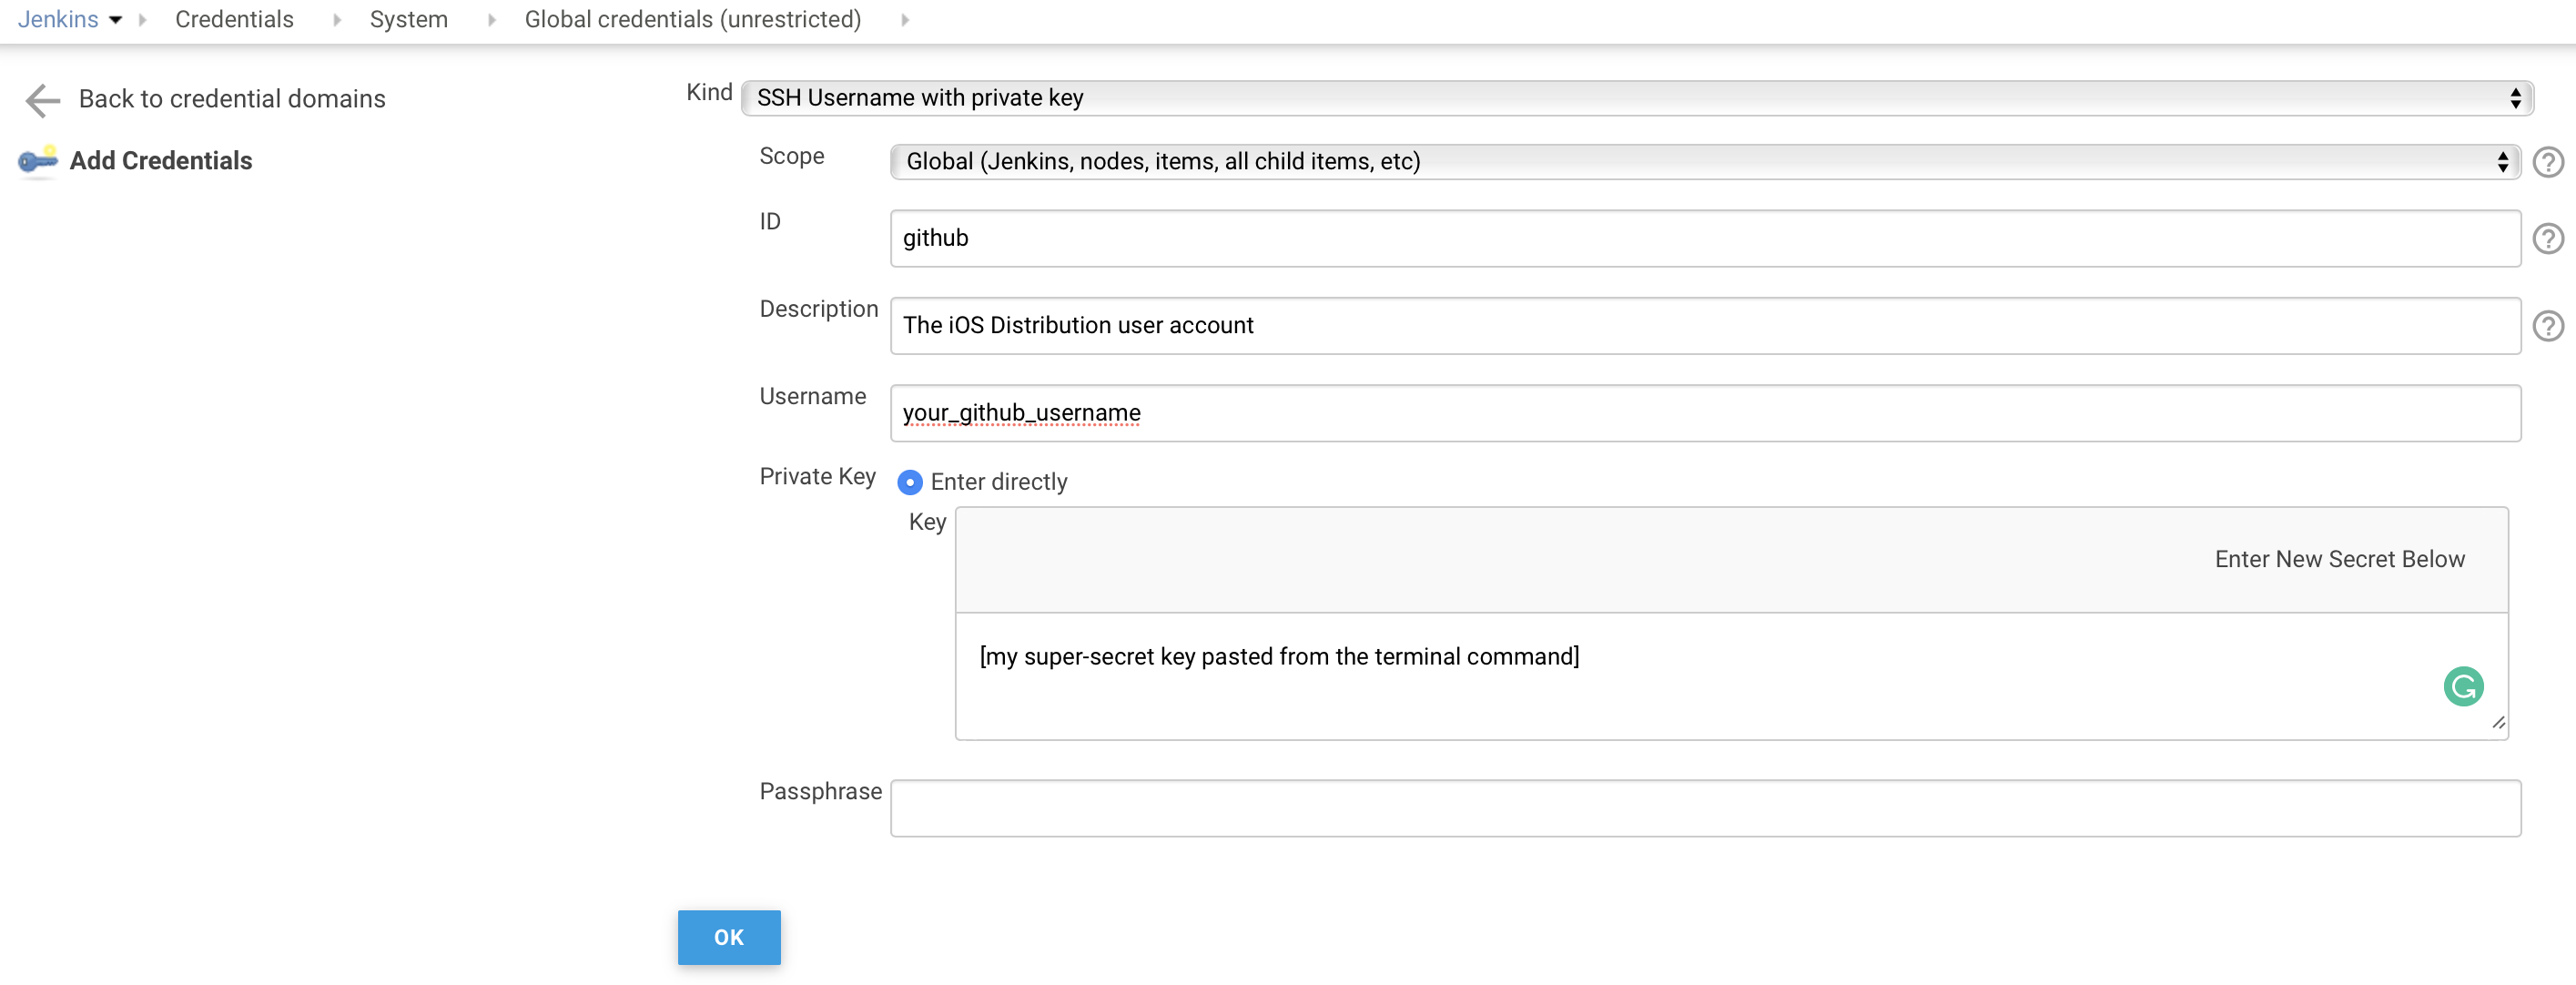 Jenkins Credentials System Global credentials (unrestricted)
Back to credential domains
Add Credentials
Kind SSH Username with private key
Scope Global (Jenkins, nodes, items, all child items, etc)
ID github
Description The iOS Distribution user account
Username your_github_username
Private Key Enter directly
Key
Enter New Secret Below
[my super-secret key pasted from the terminal command]
Passphrase
OK